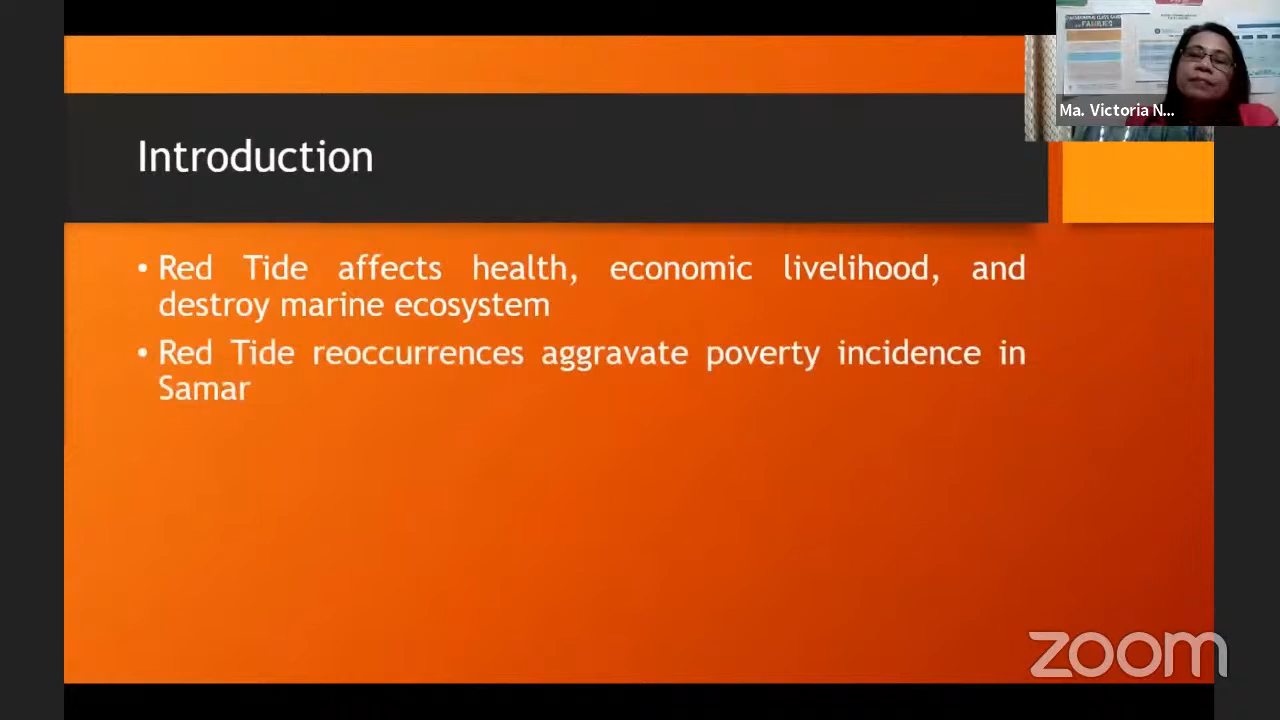 Introduction
• Red Tide affects health, economic livelihood, and
destroy marine ecosystem
• Red Tide reoccurrences aggravate poverty incidence in
Samar
Ma. Victoria N...
zoom